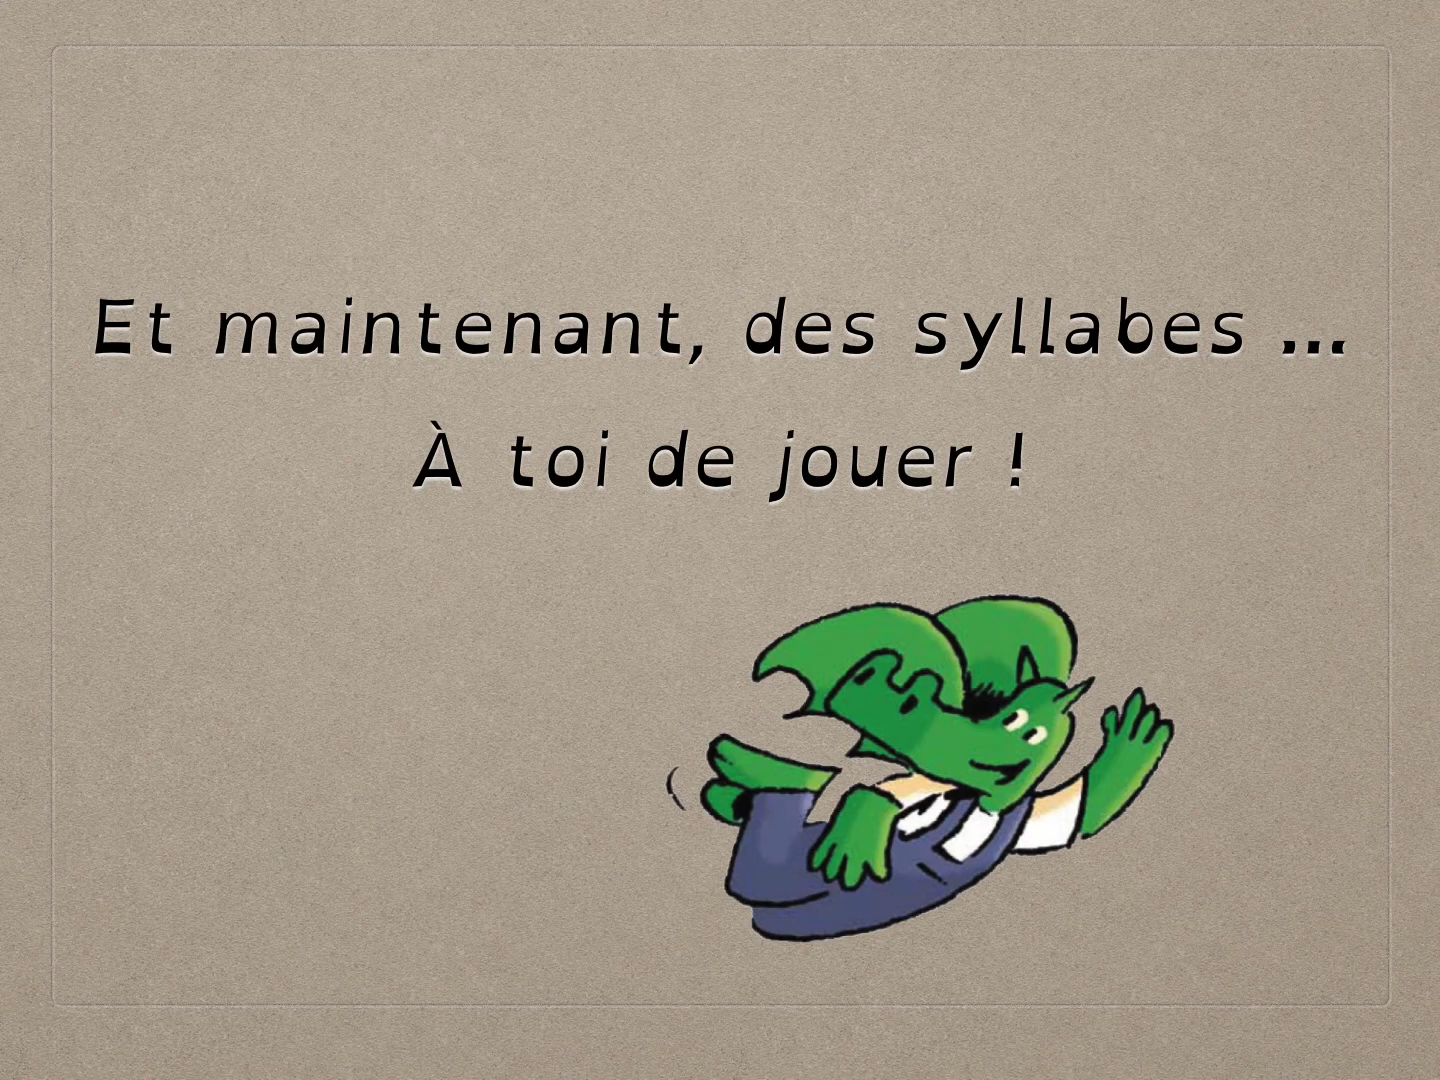 Et maintenant, des syllabes ...
À toi de jouer !